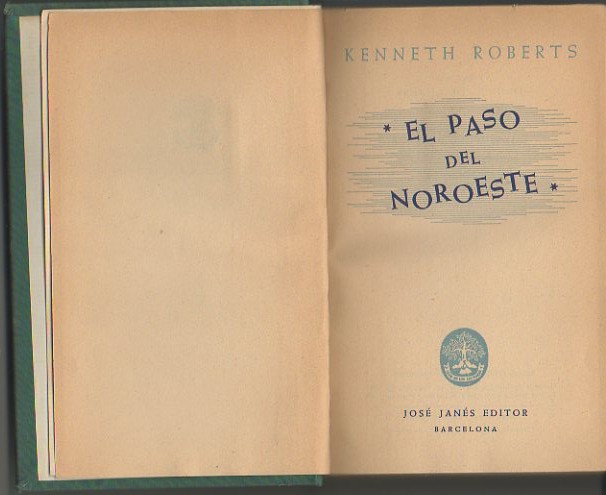 KENNETH ROBERTS
* EL PASO
DEL
NOROESTE *
JOSÉ JANÉS EDITOR
BARCELONA